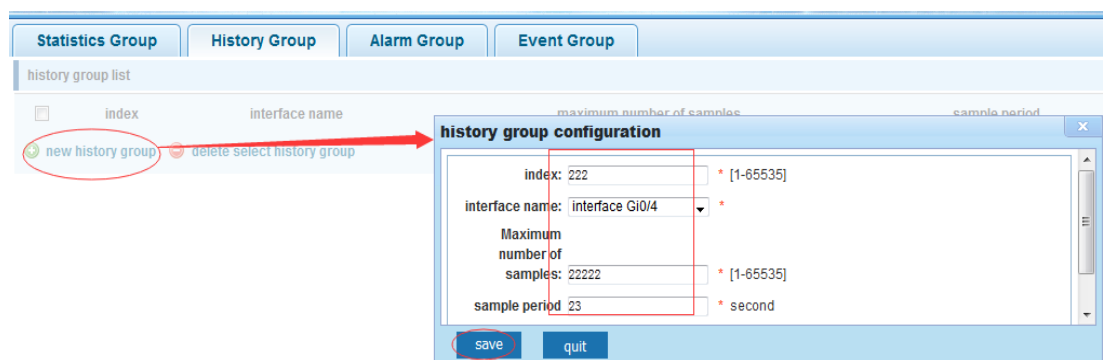 Statistics Group History Group Alarm Group Event Group
history group list
index interface name maximum number of samples sample period
new history group delete select history group
history group configuration
index: 222 * [1-65535]
interface name: interface Gi0/4 *
Maximum
number of
samples: 22222 * [1-65535]
sample period 23 * second
save quit